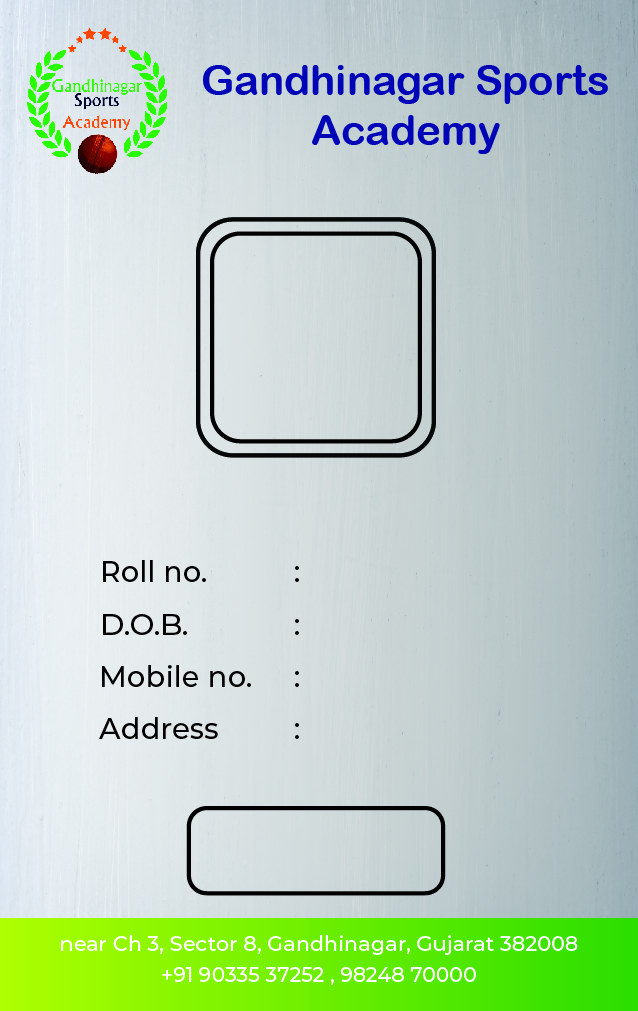 Gandhinagar
Sports
Academy
Gandhinagar Sports
Academy
Roll no. :
D.O.B. :
Mobile no. :
Address :
near Ch 3, Sector 8, Gandhinagar, Gujarat 382008
+91 90335 37252 , 98248 70000